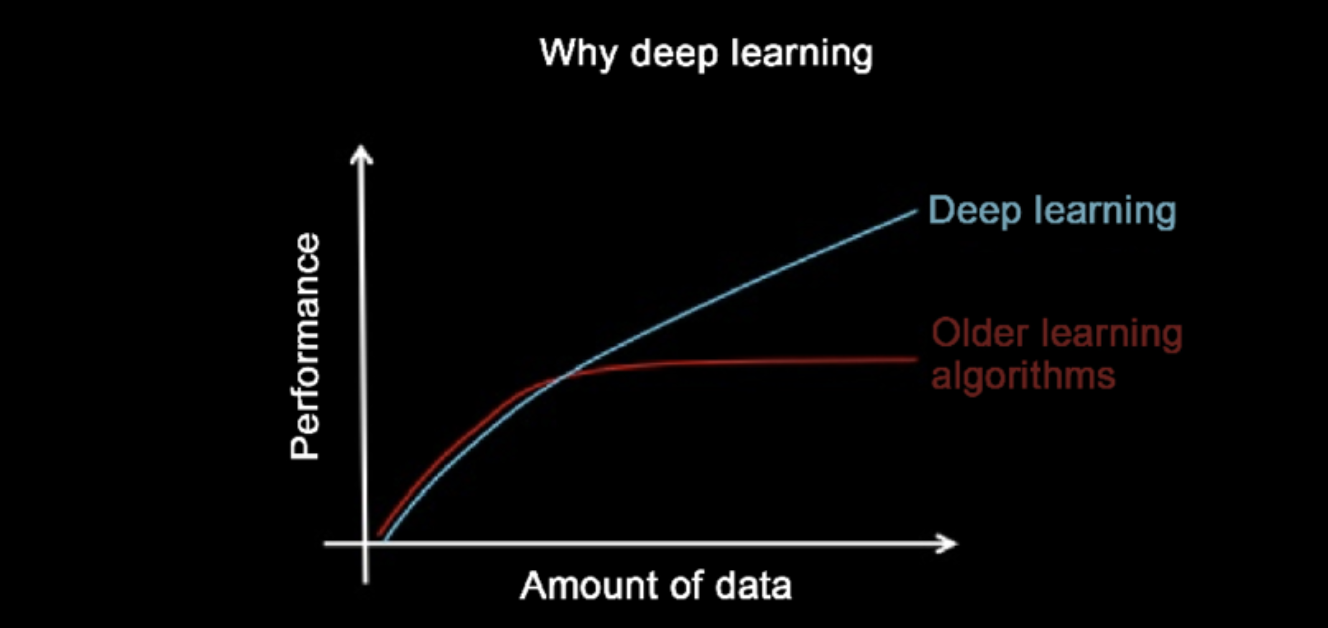 Why deep learning
Performance
Deep learning
Older learning
algorithms
Amount of data